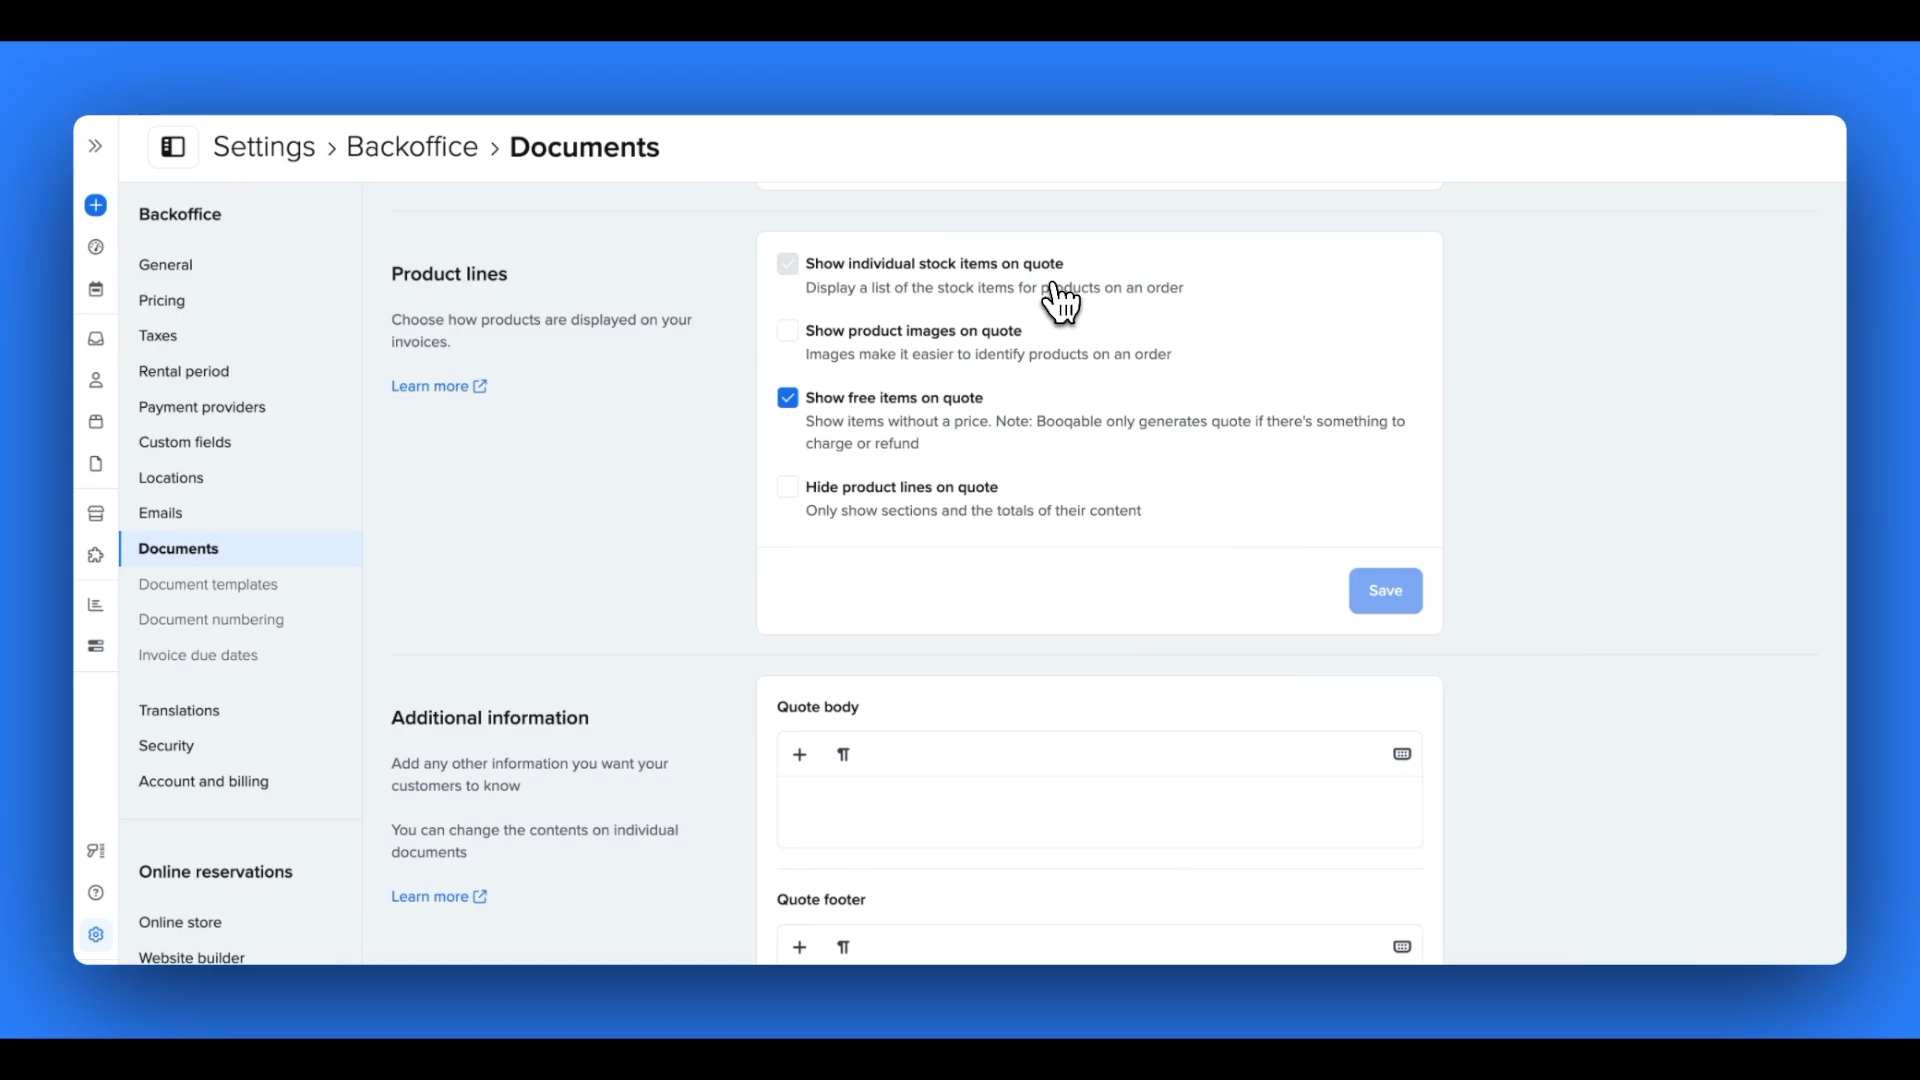 Settings › Backoffice › Documents
Backoffice
General
Pricing
Taxes
Rental period
Payment providers
Custom fields
Locations
Emails
Documents
Document templates
Document numbering
Invoice due dates
Translations
Security
Account and billing
Online reservations
Online store
Website builder
Product lines
Choose how products are displayed on your
invoices.
Learn more
Show individual stock items on quote
Display a list of the stock items for products on an order
Show product images on quote
Images make it easier to identify products on an order
Show free items on quote
Show items without a price. Note: Booqable only generates quote if there's something to
charge or refund
Hide product lines on quote
Only show sections and the totals of their content
Save
Additional information
Add any other information you want your
customers to know
You can change the contents on individual
documents
Learn more
Quote body
Quote footer